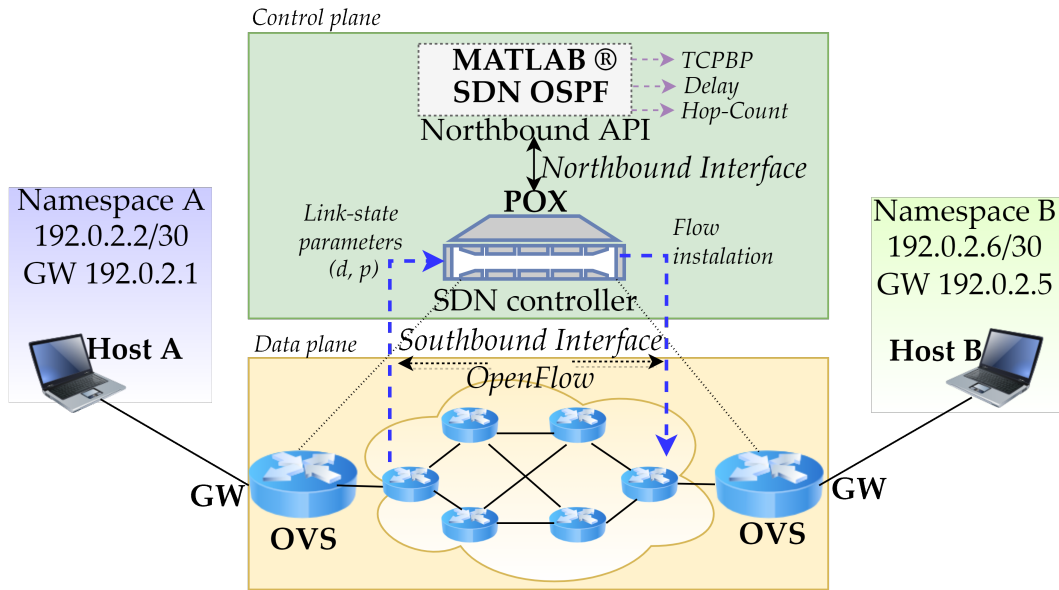 Control plane
MATLAB ®
SDN OSPF
TCPBP
Delay
Hop-Count
Northbound API
Northbound Interface
POX
Link-state
parameters
(d, p)
Flow
instalation
SDN controller
Namespace A
192.0.2.2/30
GW 192.0.2.1
Host A
Namespace B
192.0.2.6/30
GW 192.0.2.5
Host B
Data plane
Southbound Interface
OpenFlow
GW
OVS
OVS
GW